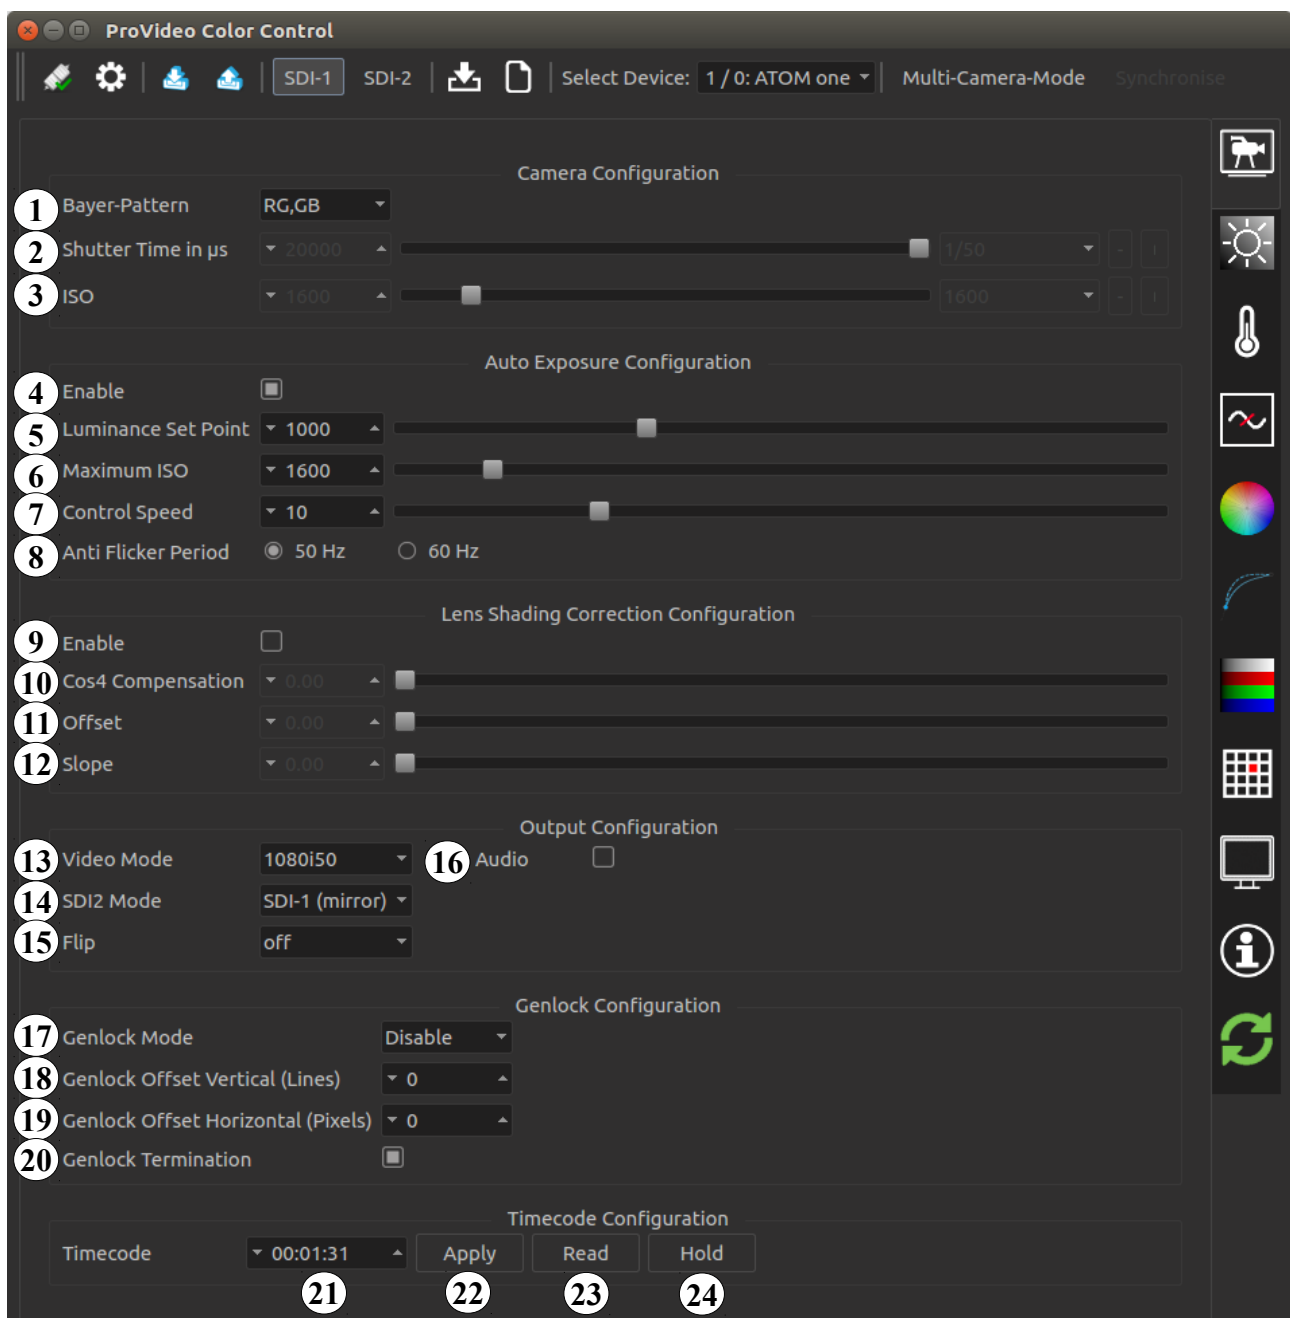 ProVideo Color Control
SDI-1 SDI-2 Select Device: 1 / 0: ATOM one Multi-Camera-Mode Synchronise
Camera Configuration
1 Bayer-Pattern RG,GB
2 Shutter Time in µs 20000 1/50 -
3 ISO 1600 1600 -
Auto Exposure Configuration
4 Enable
5 Luminance Set Point 1000
6 Maximum ISO 1600
7 Control Speed 10
8 Anti Flicker Period 50 Hz 60 Hz
Lens Shading Correction Configuration
9 Enable
10 Cos4 Compensation 0.00
11 Offset 0.00
12 Slope 0.00
Output Configuration
13 Video Mode 1080i50 16 Audio
14 SDI2 Mode SDI-1 (mirror)
15 Flip off
Genlock Configuration
17 Genlock Mode Disable
18 Genlock Offset Vertical (Lines) 0
19 Genlock Offset Horizontal (Pixels) 0
20 Genlock Termination
Timecode Configuration
Timecode 00:01:31 Apply Read Hold
21 22 23 24